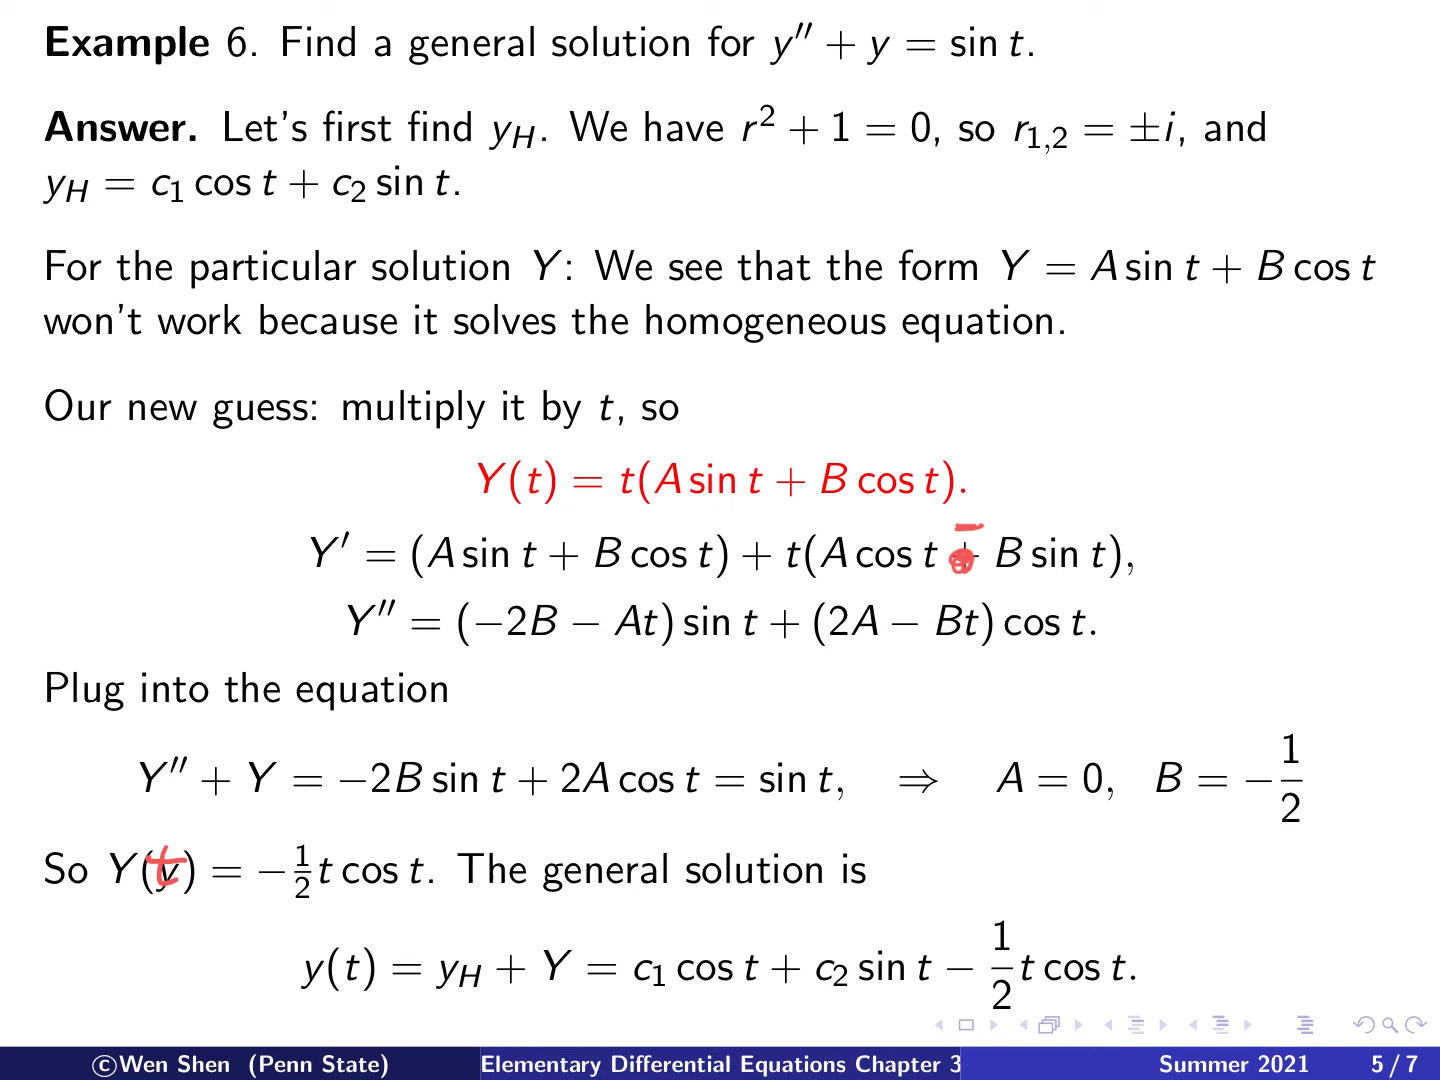 Example 6. Find a general solution for y″ + y = sin t.
Answer. Let's first find y_H. We have r² + 1 = 0, so r_{1,2} = ±i, and
y_H = c₁ cos t + c₂ sin t.
For the particular solution Y: We see that the form Y = A sin t + B cos t
won't work because it solves the homogeneous equation.
Our new guess: multiply it by t, so
Y(t) = t(A sin t + B cos t).
Y′ = (A sin t + B cos t) + t(A cos t − B sin t),
Y″ = (−2B − At) sin t + (2A − Bt) cos t.
Plug into the equation
Y″ + Y = −2B sin t + 2A cos t = sin t, ⇒ A = 0, B = −1/2
So Y(t) = −1/2 t cos t. The general solution is
y(t) = y_H + Y = c₁ cos t + c₂ sin t − 1/2 t cos t.
©Wen Shen (Penn State) Elementary Differential Equations Chapter 3 Summer 2021 5 / 7